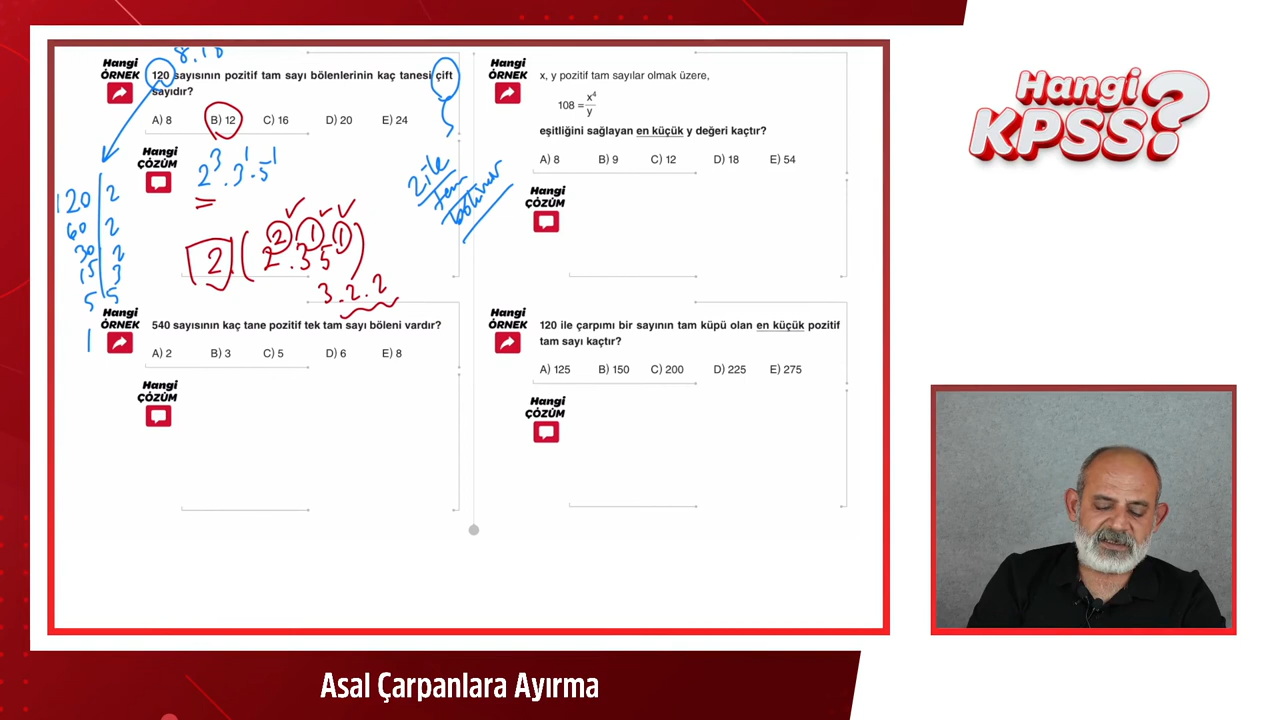 8.18
Hangi
ÖRNEK
120 sayısının pozitif tam sayı bölenlerinin kaç tanesi çift
sayıdır?
A) 8 B) 12 C) 16 D) 20 E) 24
Hangi
ÇÖZÜM
2³.3¹.5¹
2 ile
tam
bölünür
120 2
60 2
30 2
15 3
5 5
1
2 (2².3¹5¹)
3.2.2
Hangi
ÖRNEK
540 sayısının kaç tane pozitif tek tam sayı böleni vardır?
A) 2 B) 3 C) 5 D) 6 E) 8
Hangi
ÇÖZÜM
Hangi
ÖRNEK
x, y pozitif tam sayılar olmak üzere,
108 = x⁴/y
eşitliğini sağlayan en küçük y değeri kaçtır?
A) 8 B) 9 C) 12 D) 18 E) 54
Hangi
ÇÖZÜM
Hangi
ÖRNEK
120 ile çarpımı bir sayının tam küpü olan en küçük pozitif
tam sayı kaçtır?
A) 125 B) 150 C) 200 D) 225 E) 275
Hangi
ÇÖZÜM
Hangi
KPSS?
Asal Çarpanlara Ayırma